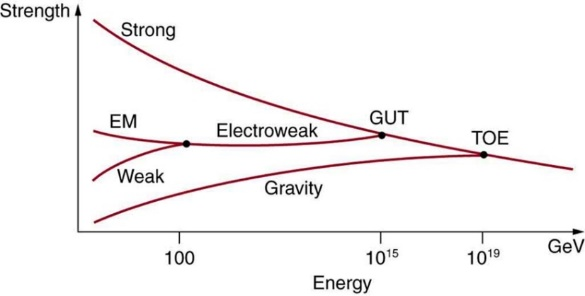 Strength
Strong
GUT
EM
Electroweak
TOE
Weak
Gravity
GeV
100
10¹⁵
10¹⁹
Energy